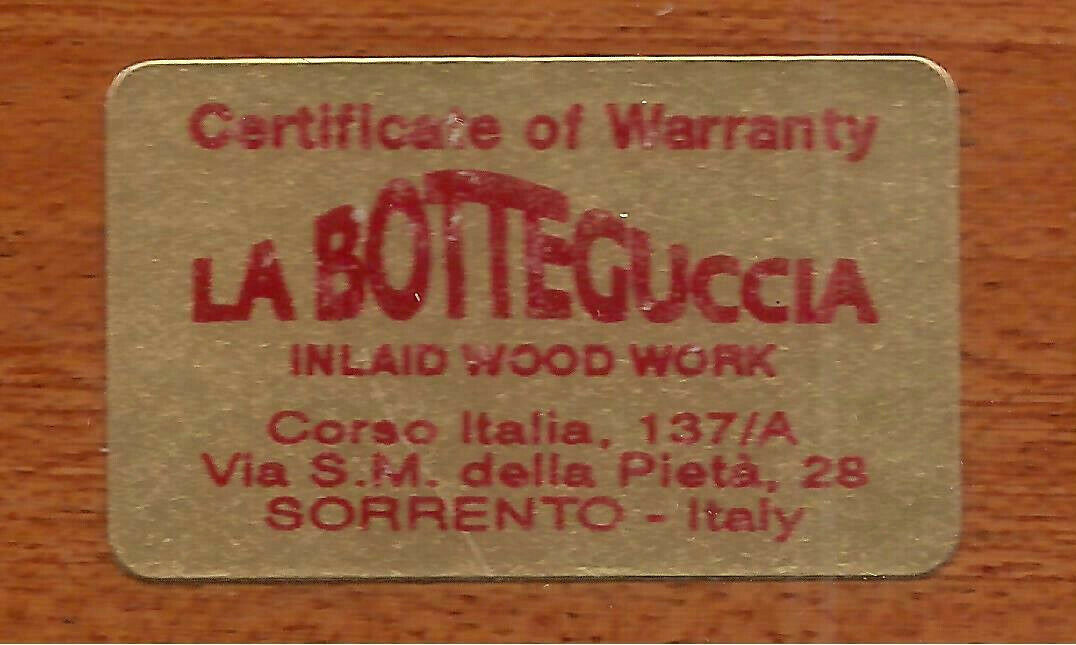 Certificate of Warranty
LA BOTTEGUCCIA
INLAID WOOD WORK
Corso Italia, 137/A
Via S.M. della Pietà, 28
SORRENTO - Italy